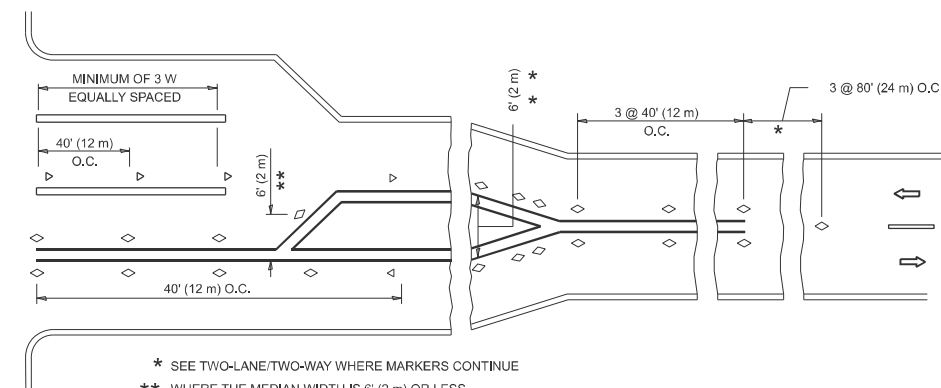 MINIMUM OF 3 W
EQUALLY SPACED
40' (12 m)
O.C.
6' (2 m)
**
40' (12 m) O.C.
6' (2 m)
*
*
3 @ 40' (12 m)
O.C.
*
3 @ 80' (24 m) O.C
* SEE TWO-LANE/TWO-WAY WHERE MARKERS CONTINUE
** WHERE THE MEDIAN WIDTH IS 6' (2 m) OR LESS